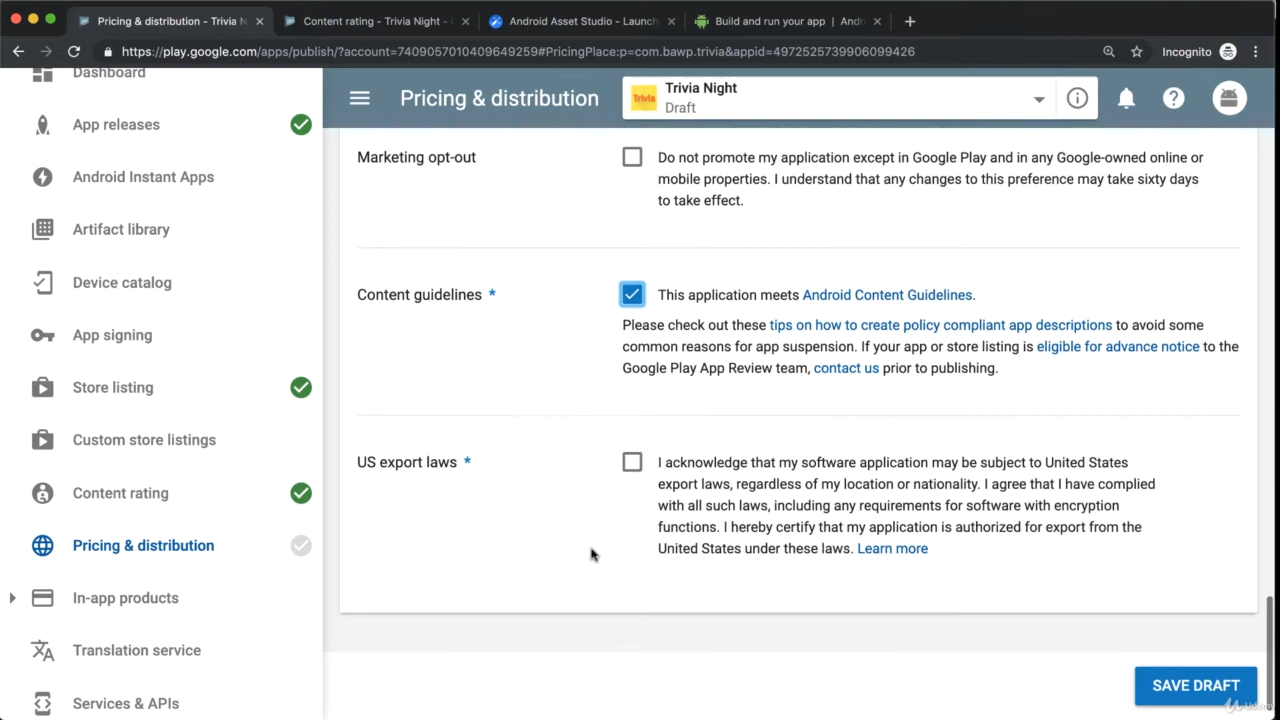 Pricing & distribution - Trivia N
Content rating - Trivia Night -
Android Asset Studio - Launch
Build and run your app | Andr
https://play.google.com/apps/publish/?account=7409057010409649259#PricingPlace:p=com.bawp.trivia&appid=4972525739906099426
Incognito
Dashboard
App releases
Android Instant Apps
Artifact library
Device catalog
App signing
Store listing
Custom store listings
Content rating
Pricing & distribution
In-app products
Translation service
Services & APIs
Pricing & distribution
Trivia
Trivia Night
Draft
Marketing opt-out
Do not promote my application except in Google Play and in any Google-owned online or
mobile properties. I understand that any changes to this preference may take sixty days
to take effect.
Content guidelines *
This application meets Android Content Guidelines.
Please check out these tips on how to create policy compliant app descriptions to avoid some
common reasons for app suspension. If your app or store listing is eligible for advance notice to the
Google Play App Review team, contact us prior to publishing.
US export laws *
I acknowledge that my software application may be subject to United States
export laws, regardless of my location or nationality. I agree that I have complied
with all such laws, including any requirements for software with encryption
functions. I hereby certify that my application is authorized for export from the
United States under these laws. Learn more
SAVE DRAFT